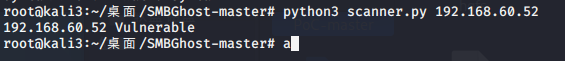 root@kali3:~/桌面/SMBGhost-master# python3 scanner.py 192.168.60.52
192.168.60.52 Vulnerable
root@kali3:~/桌面/SMBGhost-master# a